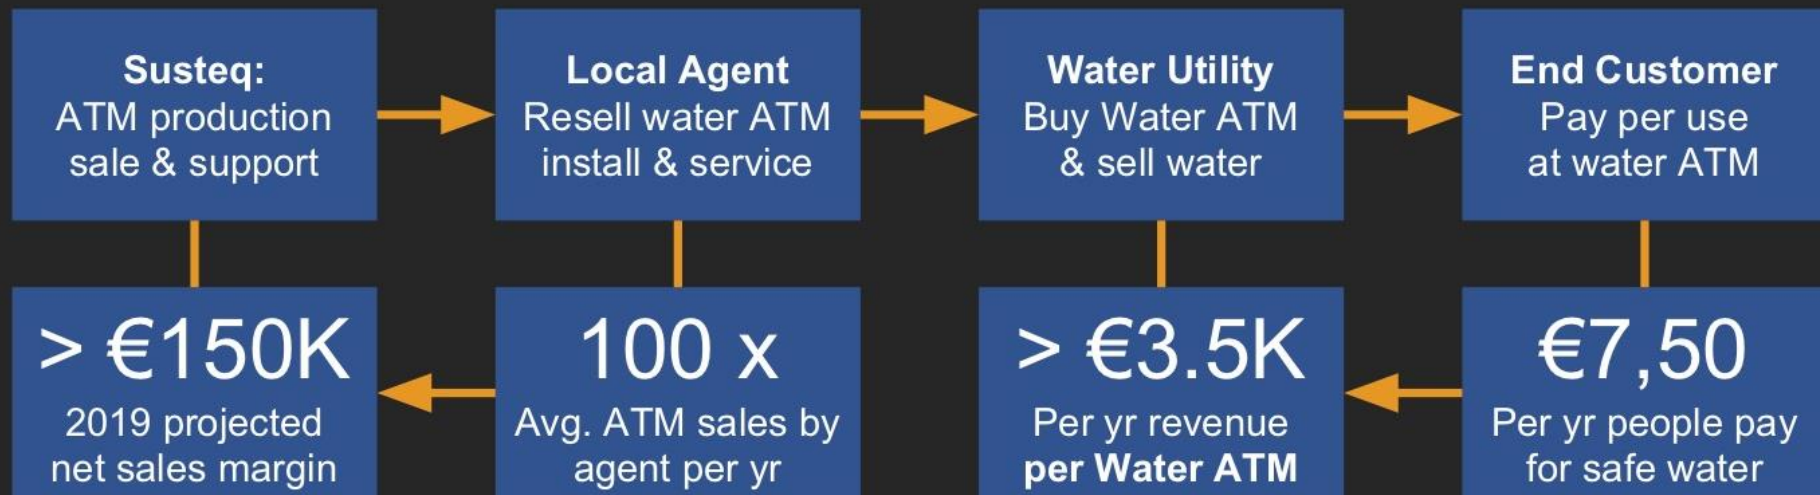 Susteq:
ATM production
sale & support
Local Agent
Resell water ATM
install & service
Water Utility
Buy Water ATM
& sell water
End Customer
Pay per use
at water ATM
> €150K
2019 projected
net sales margin
100 x
Avg. ATM sales by
agent per yr
> €3.5K
Per yr revenue
per Water ATM
€7,50
Per yr people pay
for safe water